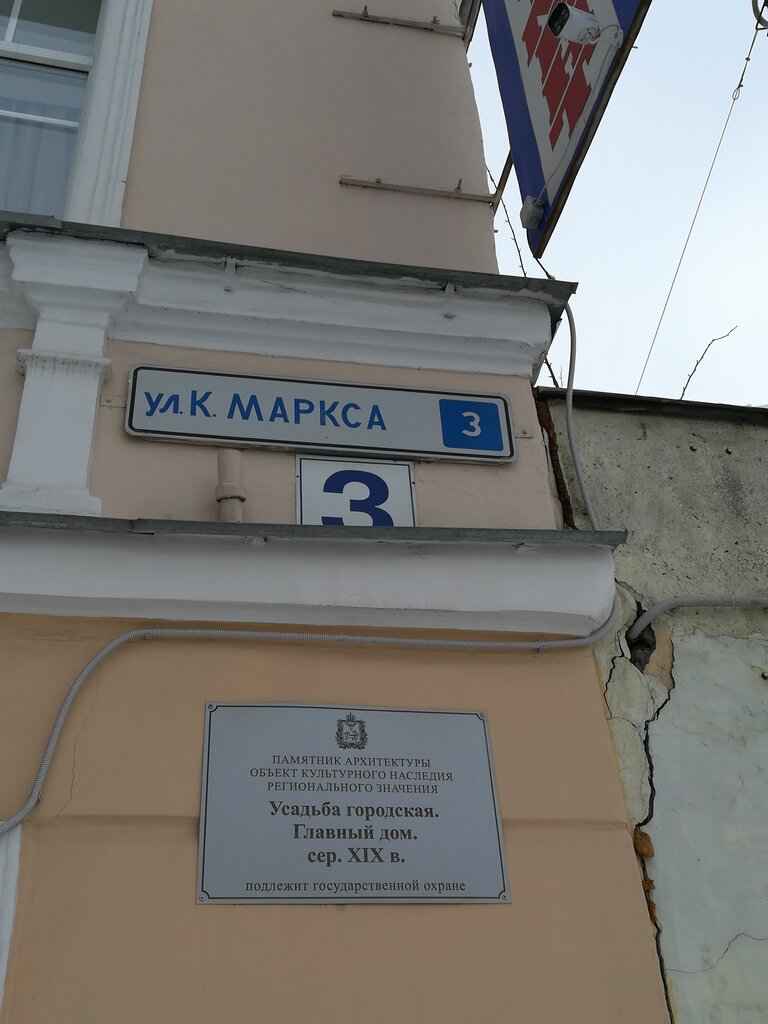 ул. К. МАРКСА 3
3
ПАМЯТНИК АРХИТЕКТУРЫ
ОБЪЕКТ КУЛЬТУРНОГО НАСЛЕДИЯ
РЕГИОНАЛЬНОГО ЗНАЧЕНИЯ
Усадьба городская.
Главный дом.
сер. XIX в.
подлежит государственной охране